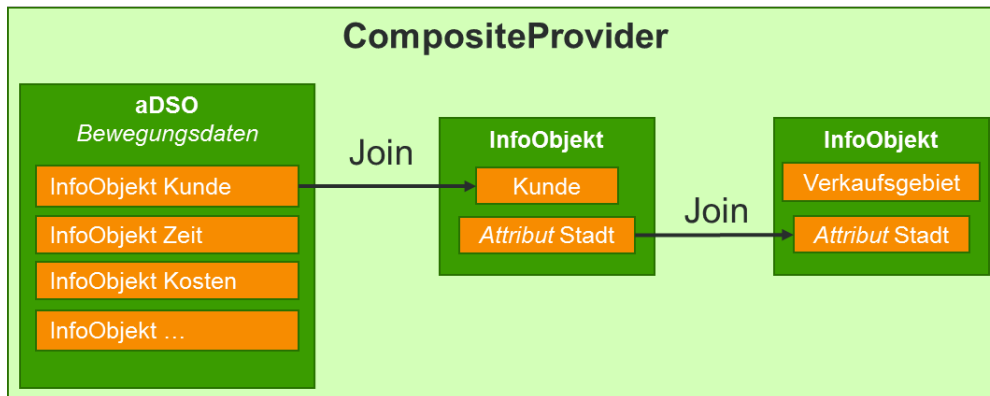 CompositeProvider
aDSO
Bewegungsdaten
InfoObjekt Kunde
InfoObjekt Zeit
InfoObjekt Kosten
InfoObjekt …
Join
InfoObjekt
Kunde
Attribut Stadt
Join
InfoObjekt
Verkaufsgebiet
Attribut Stadt